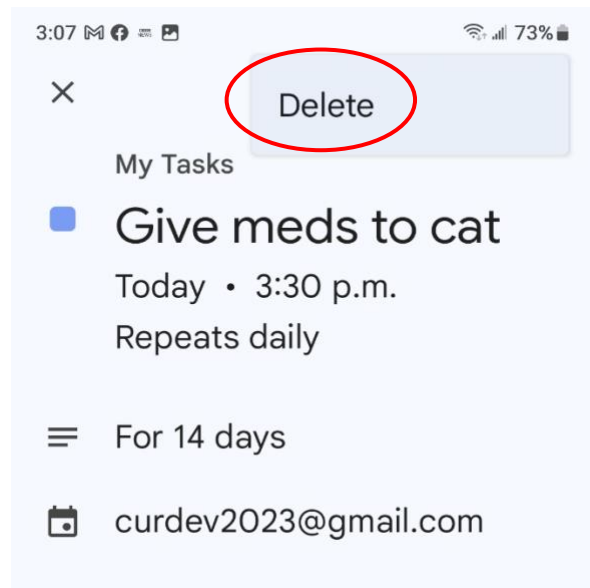 3:07
73%
Delete
My Tasks
Give meds to cat
Today • 3:30 p.m.
Repeats daily
For 14 days
curdev2023@gmail.com